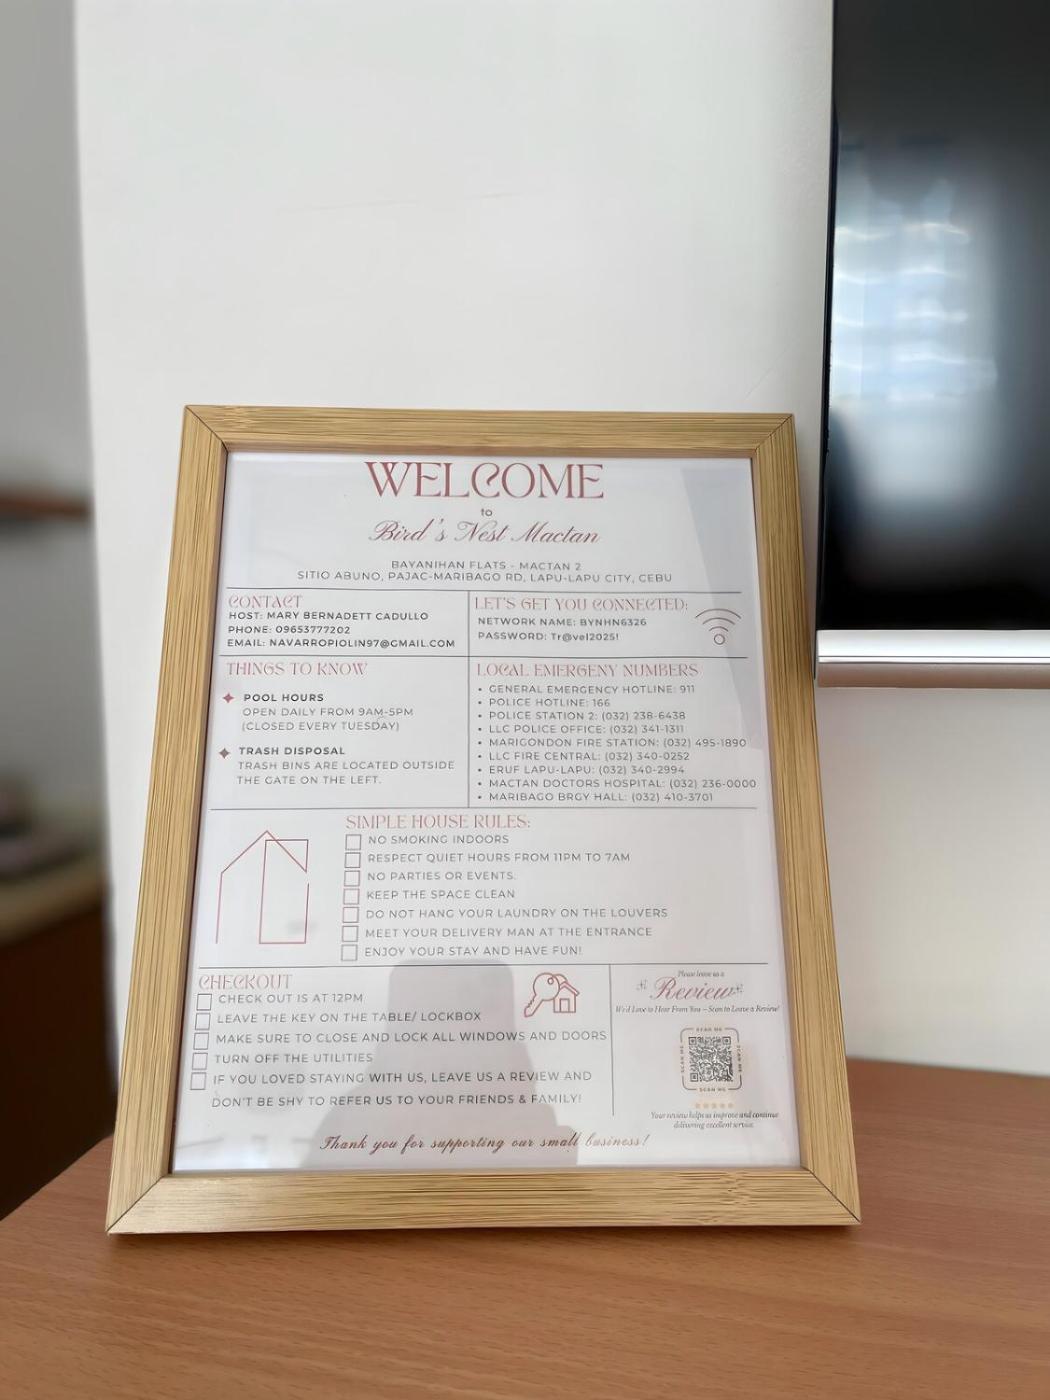 WELCOME
to
Bird's Nest Mactan
BAYANIHAN FLATS - MACTAN 2
SITIO ABUNO, PAJAC-MARIBAGO RD, LAPU-LAPU CITY, CEBU
CONTACT
HOST: MARY BERNADETT CADULLO
PHONE: 09653777202
EMAIL: NAVARROPIOLIN97@GMAIL.COM
LET'S GET YOU CONNECTED:
NETWORK NAME: BYNHN6326
PASSWORD: Tr@vel2025!
THINGS TO KNOW
POOL HOURS
OPEN DAILY FROM 9AM-5PM
(CLOSED EVERY TUESDAY)
TRASH DISPOSAL
TRASH BINS ARE LOCATED OUTSIDE
THE GATE ON THE LEFT.
LOCAL EMERGENY NUMBERS
• GENERAL EMERGENCY HOTLINE: 911
• POLICE HOTLINE: 166
• POLICE STATION 2: (032) 238-6438
• LLC POLICE OFFICE: (032) 341-1311
• MARIGONDON FIRE STATION: (032) 495-1890
• LLC FIRE CENTRAL: (032) 340-0252
• ERUF LAPU-LAPU: (032) 340-2994
• MACTAN DOCTORS HOSPITAL: (032) 236-0000
• MARIBAGO BRGY HALL: (032) 410-3701
SIMPLE HOUSE RULES:
NO SMOKING INDOORS
RESPECT QUIET HOURS FROM 11PM TO 7AM
NO PARTIES OR EVENTS.
KEEP THE SPACE CLEAN
DO NOT HANG YOUR LAUNDRY ON THE LOUVERS
MEET YOUR DELIVERY MAN AT THE ENTRANCE
ENJOY YOUR STAY AND HAVE FUN!
CHECKOUT
CHECK OUT IS AT 12PM
LEAVE THE KEY ON THE TABLE/ LOCKBOX
MAKE SURE TO CLOSE AND LOCK ALL WINDOWS AND DOORS
TURN OFF THE UTILITIES
IF YOU LOVED STAYING WITH US, LEAVE US A REVIEW AND
DON'T BE SHY TO REFER US TO YOUR FRIENDS & FAMILY!
Please leave us a
Review
We'd Love to Hear From You – Scan to Leave a Review!
SCAN ME
SCAN ME
SCAN ME
SCAN ME
Your review helps us improve and continue
delivering excellent service.
Thank you for supporting our small business!